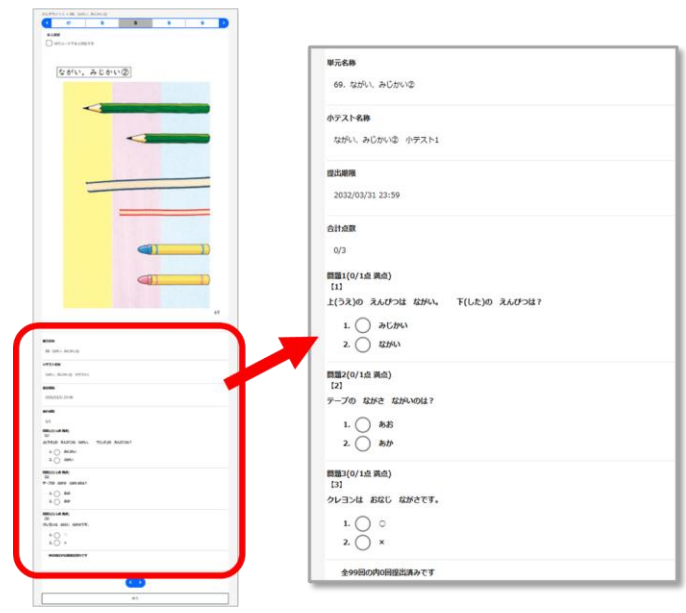 ながい、みじかい②
単元名称
69. ながい、みじかい②
小テスト名称
ながい、みじかい② 小テスト1
提出期限
2032/03/31 23:59
合計点数
0/3
問題1(0/1点 満点)
【1】
上(うえ)の えんぴつは ながい。 下(した)の えんぴつは?
1. みじかい
2. ながい
問題2(0/1点 満点)
【2】
テープの ながさ ながいのは?
1. あお
2. あか
問題3(0/1点 満点)
【3】
クレヨンは おなじ ながさです。
1. ○
2. ×
全99回の内0回提出済みです